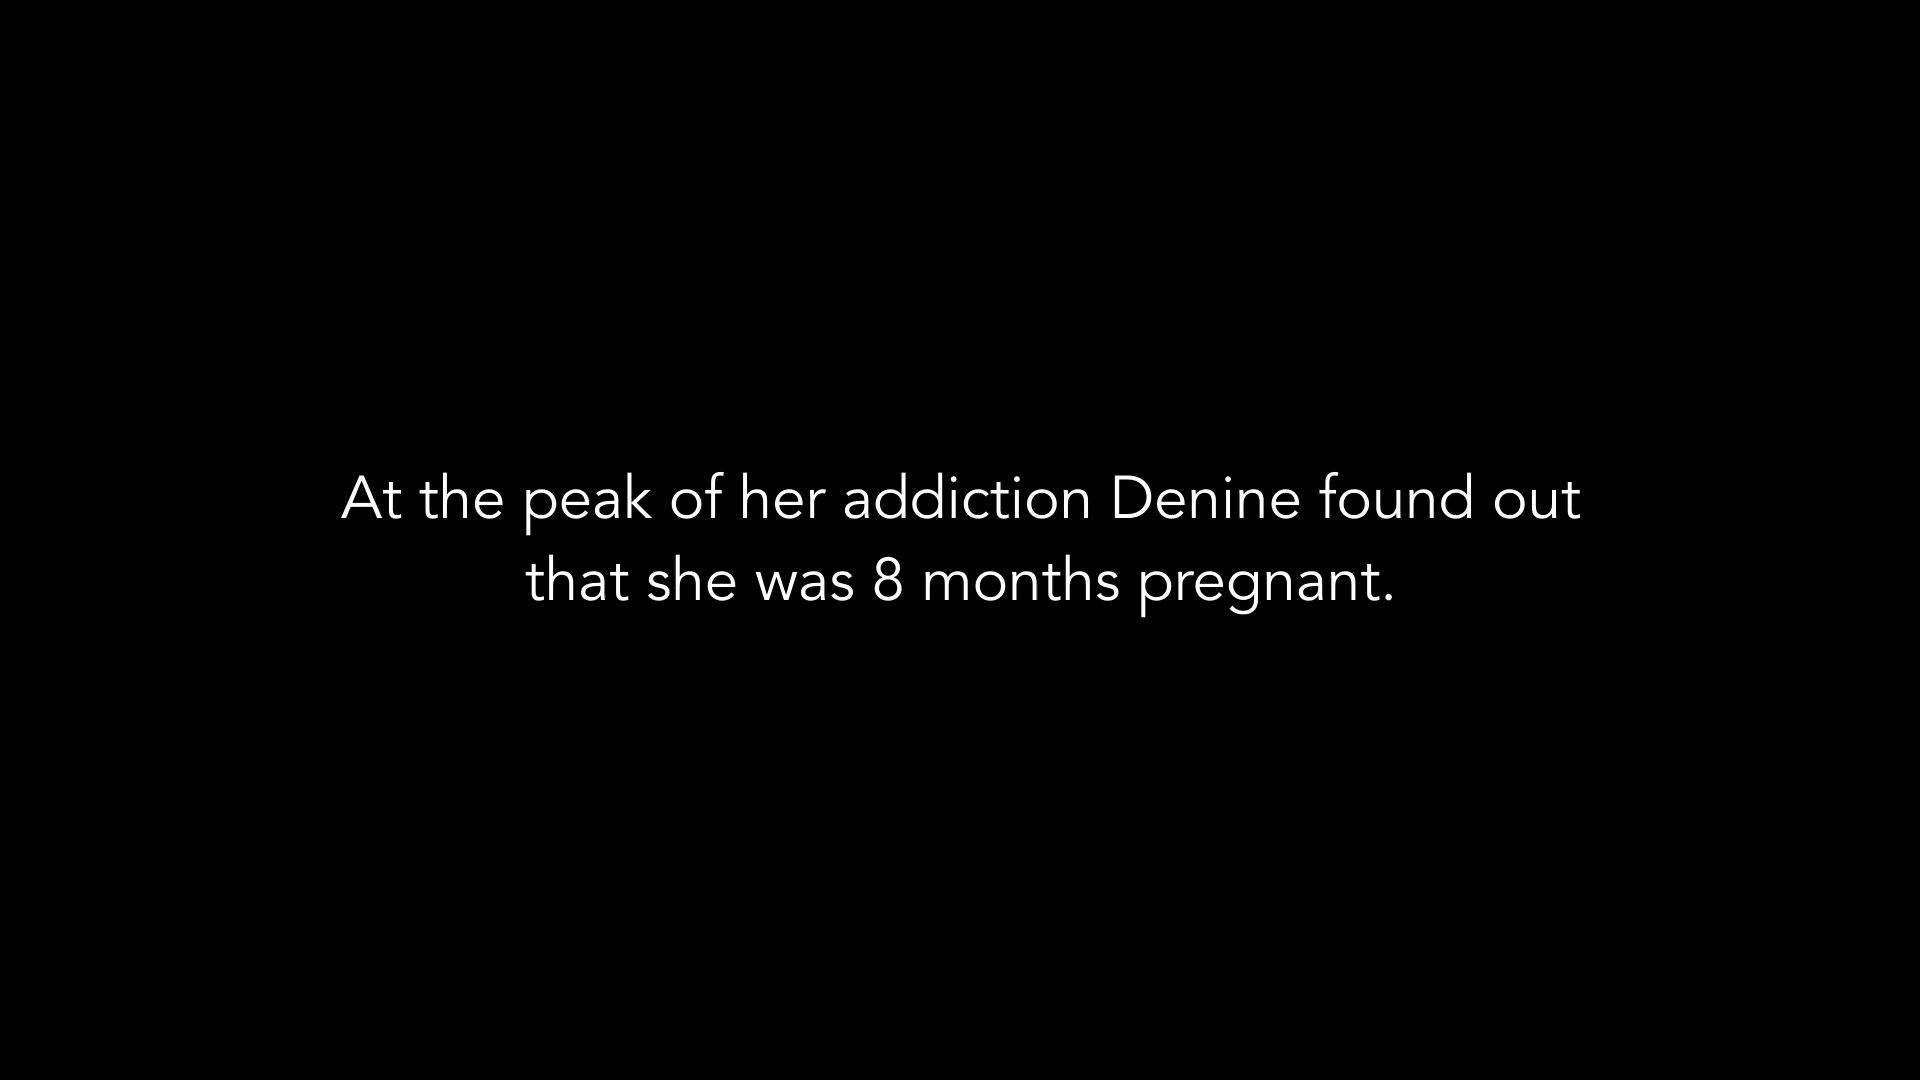 At the peak of her addiction Denine found out
that she was 8 months pregnant.